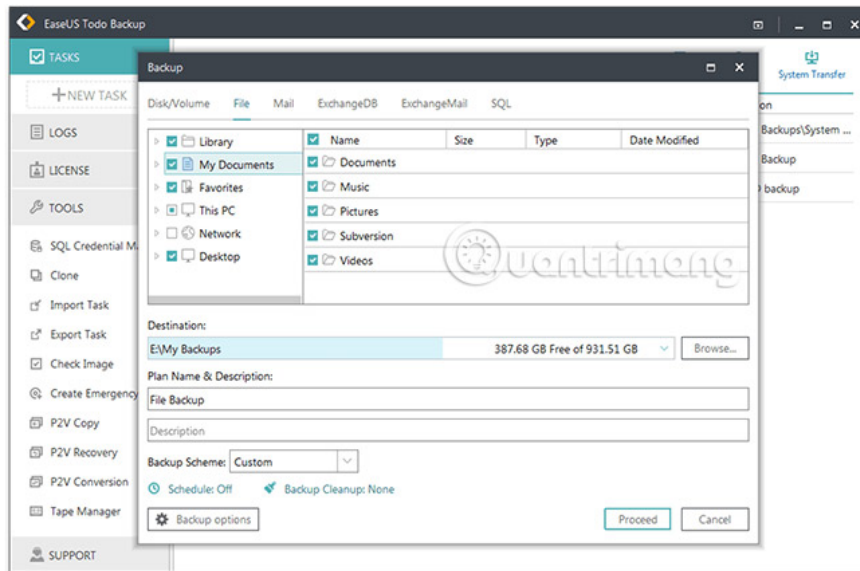 EaseUS Todo Backup
TASKS
NEW TASK
LOGS
LICENSE
TOOLS
SQL Credential
Clone
Import Task
Export Task
Check Image
Create Emergency
P2V Copy
P2V Recovery
P2V Conversion
Tape Manager
SUPPORT
System Transfer
Backups\System ...
Backup
backup
Backup
Disk/Volume File Mail ExchangeDB ExchangeMail SQL
Library
My Documents
Favorites
This PC
Network
Desktop
Name Size Type Date Modified
Documents
Music
Pictures
Subversion
Videos
Quantrimang
Destination:
E:\My Backups 387.68 GB Free of 931.51 GB Browse...
Plan Name & Description:
File Backup
Description
Backup Scheme: Custom
Schedule: Off Backup Cleanup: None
Backup options Proceed Cancel